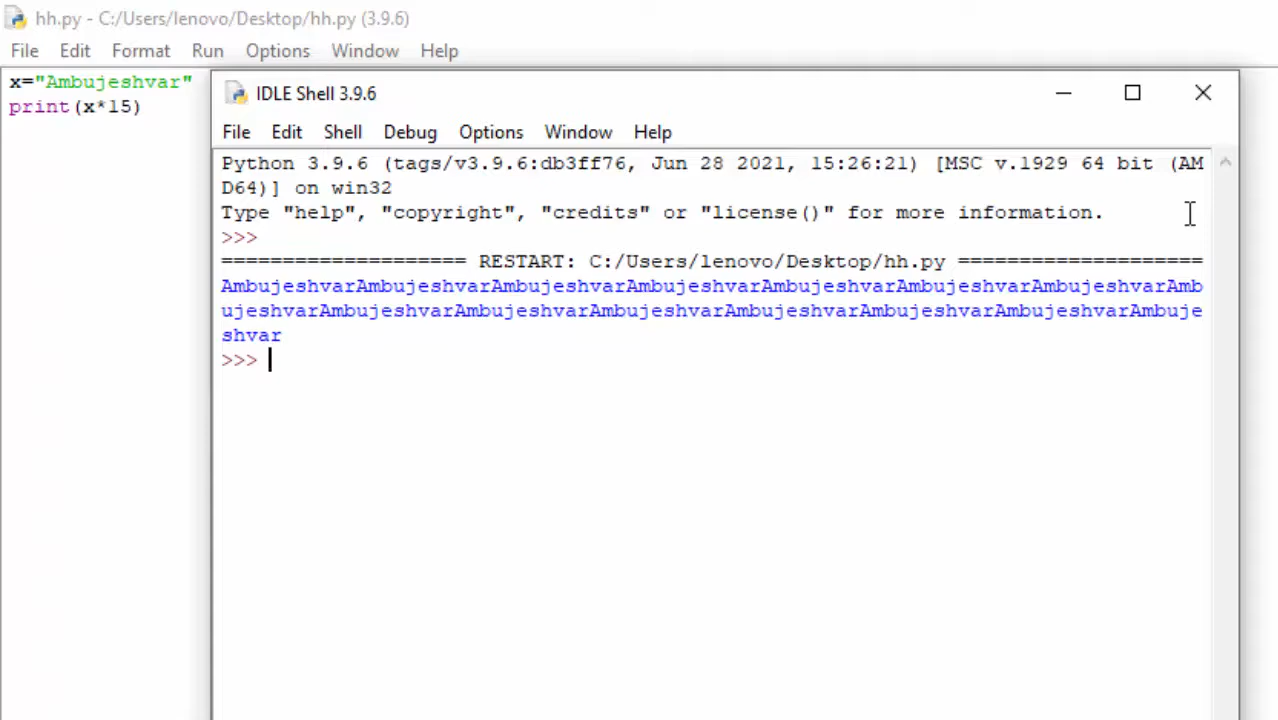 hh.py - C:/Users/lenovo/Desktop/hh.py (3.9.6)
File Edit Format Run Options Window Help
x="Ambujeshvar"
print(x*15)
IDLE Shell 3.9.6
File Edit Shell Debug Options Window Help
Python 3.9.6 (tags/v3.9.6:db3ff76, Jun 28 2021, 15:26:21) [MSC v.1929 64 bit (AM
D64)] on win32
Type "help", "copyright", "credits" or "license()" for more information.
>>>
==================== RESTART: C:/Users/lenovo/Desktop/hh.py ====================
AmbujeshvarAmbujeshvarAmbujeshvarAmbujeshvarAmbujeshvarAmbujeshvarAmbujeshvarAmb
ujeshvarAmbujeshvarAmbujeshvarAmbujeshvarAmbujeshvarAmbujeshvarAmbujeshvarAmbuje
shvar
>>>